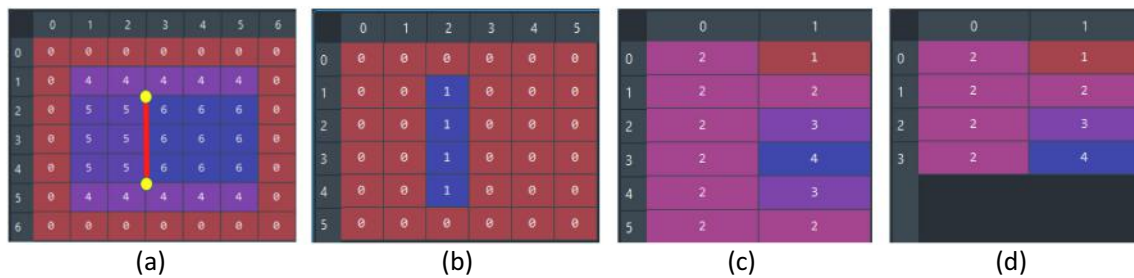 0 1 2 3 4 5 6
0 0 0 0 0 0 0 0
1 0 4 4 4 4 4 0
2 0 5 5 6 6 6 0
3 0 5 5 6 6 6 0
4 0 5 5 6 6 6 0
5 0 4 4 4 4 4 0
6 0 0 0 0 0 0 0
(a)
0 1 2 3 4 5
0 0 0 0 0 0 0
1 0 0 1 0 0 0
2 0 0 1 0 0 0
3 0 0 1 0 0 0
4 0 0 1 0 0 0
5 0 0 0 0 0 0
(b)
0 1
0 2 1
1 2 2
2 2 3
3 2 4
4 2 3
5 2 2
(c)
0 1
0 2 1
1 2 2
2 2 3
3 2 4
(d)